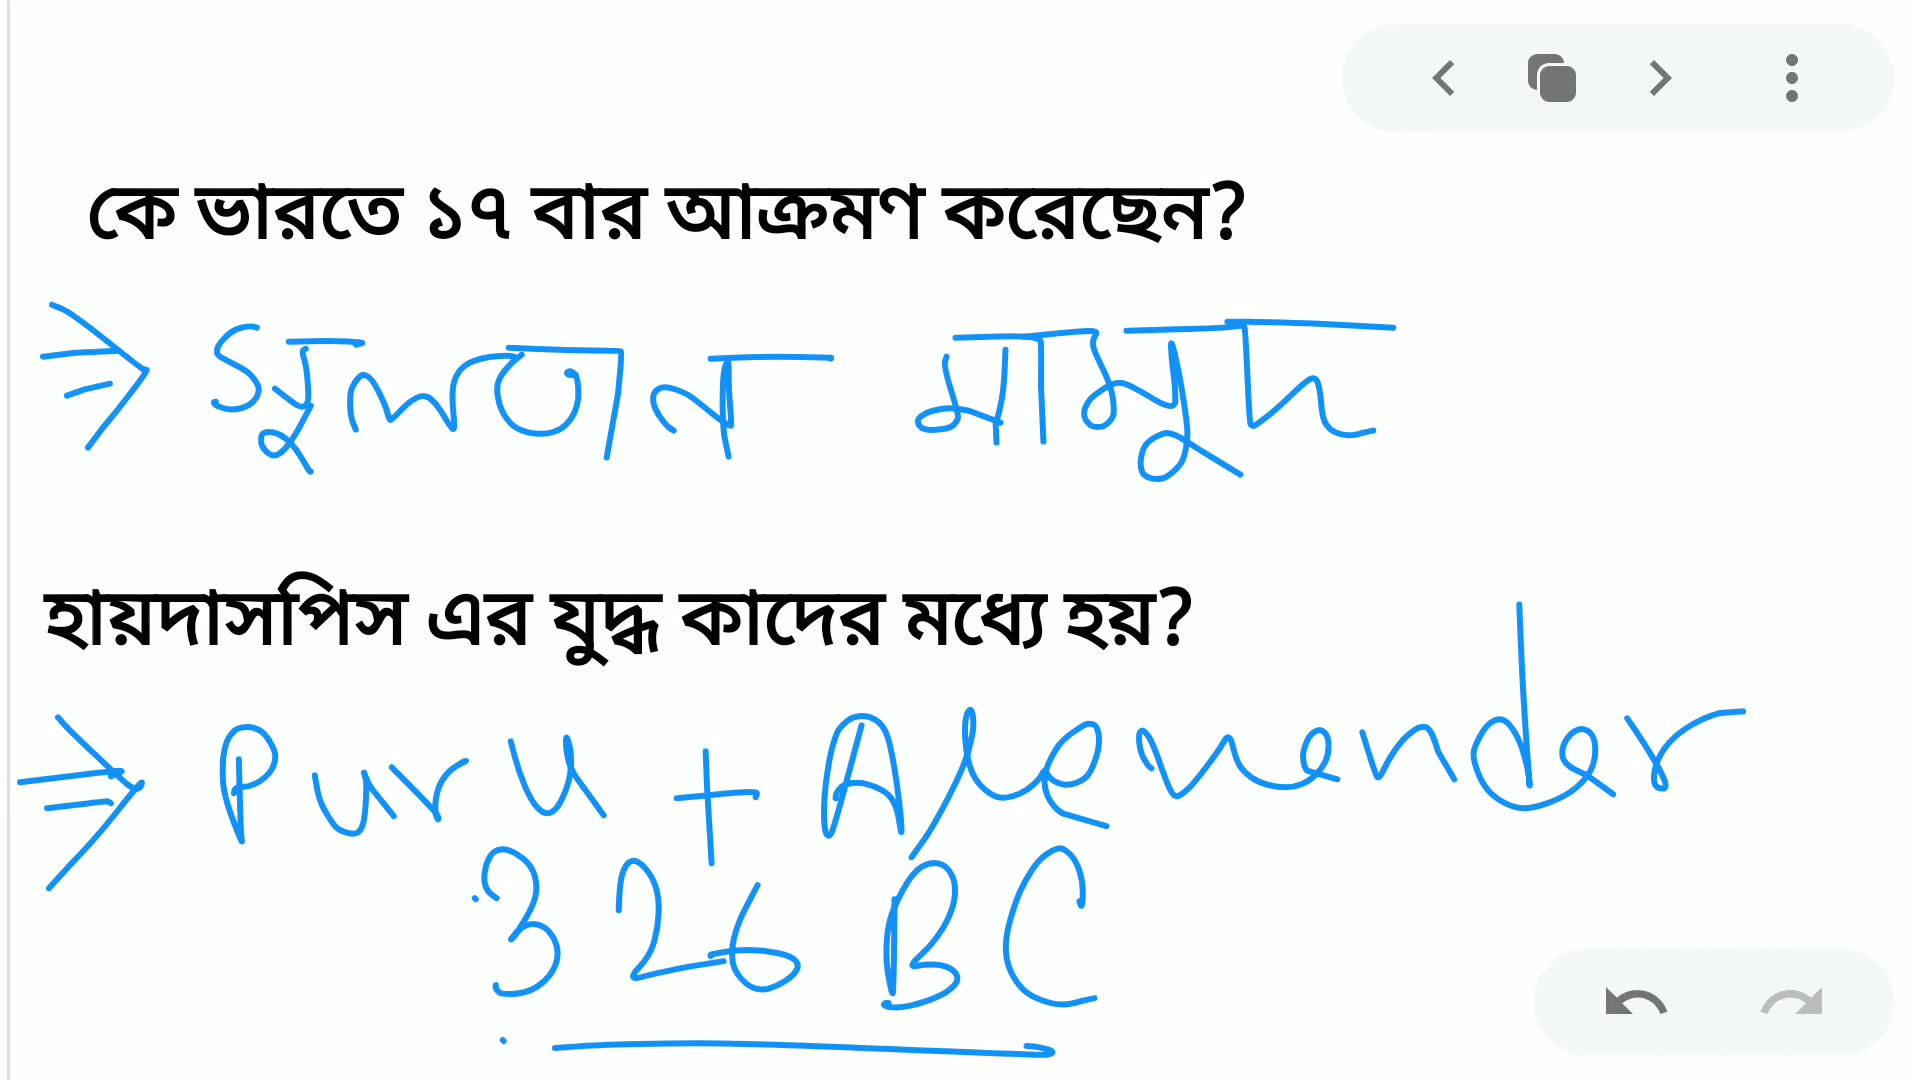 কে ভারতে ১৭ বার আক্রমণ করেছেন?
⇒ সুলতান মামুদ
হায়দাসপিস এর যুদ্ধ কাদের মধ্যে হয়?
⇒ Puru + Alexender
326 BC